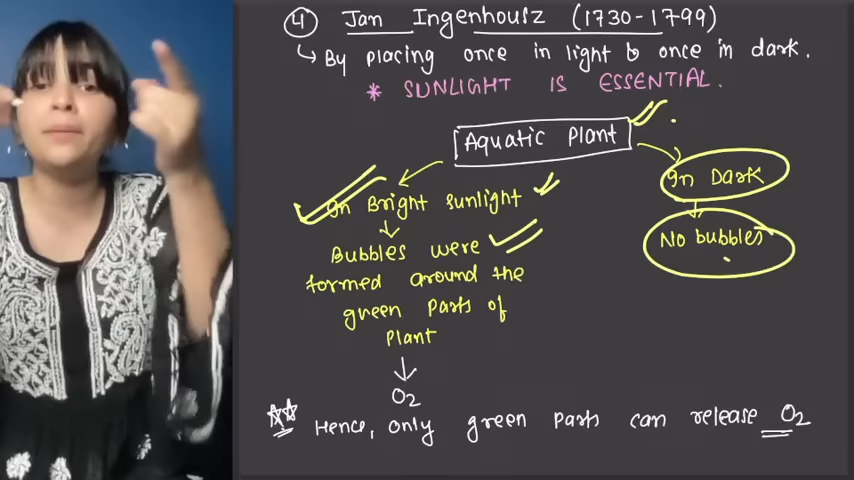 4 Jan Ingenhousz (1730-1799)
↳ By placing once in light & once in dark.
* SUNLIGHT IS ESSENTIAL.
Aquatic Plant
In Bright sunlight
In Dark
No bubbles
Bubbles were
formed around the
green parts of
plant
O2
Hence, only green parts can release O2